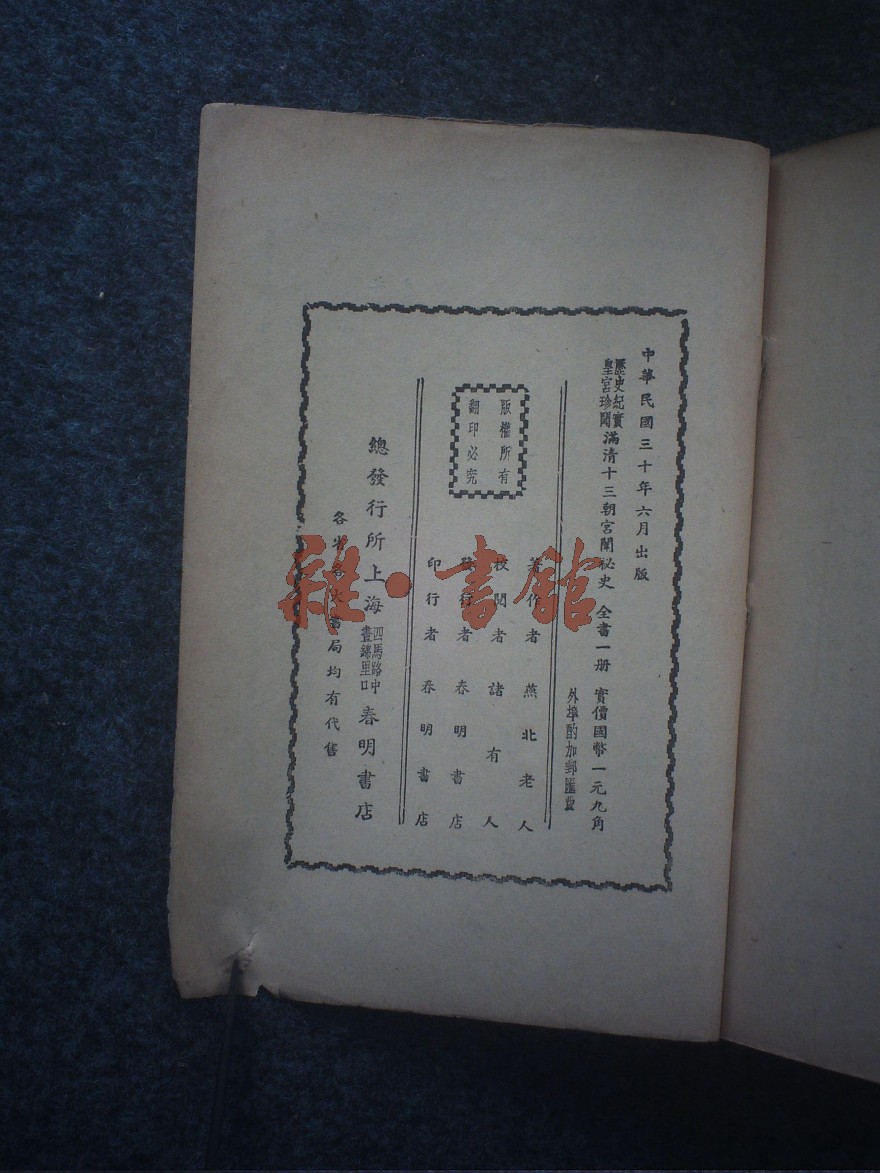 中華民國三十年六月出版
歷史紀實
皇宮珍聞
滿清十三朝宮闈秘史 全書一册 實價國幣一元九角
外埠酌加郵匯費
著作者 燕北老人
校閱者 諸有人
發行者 春明書店
印行者 春明書店
版權所有
翻印必究
總發行所上海
四馬路中
晝錦里口
春明書店
各省各大書局均有代售
雜·書館